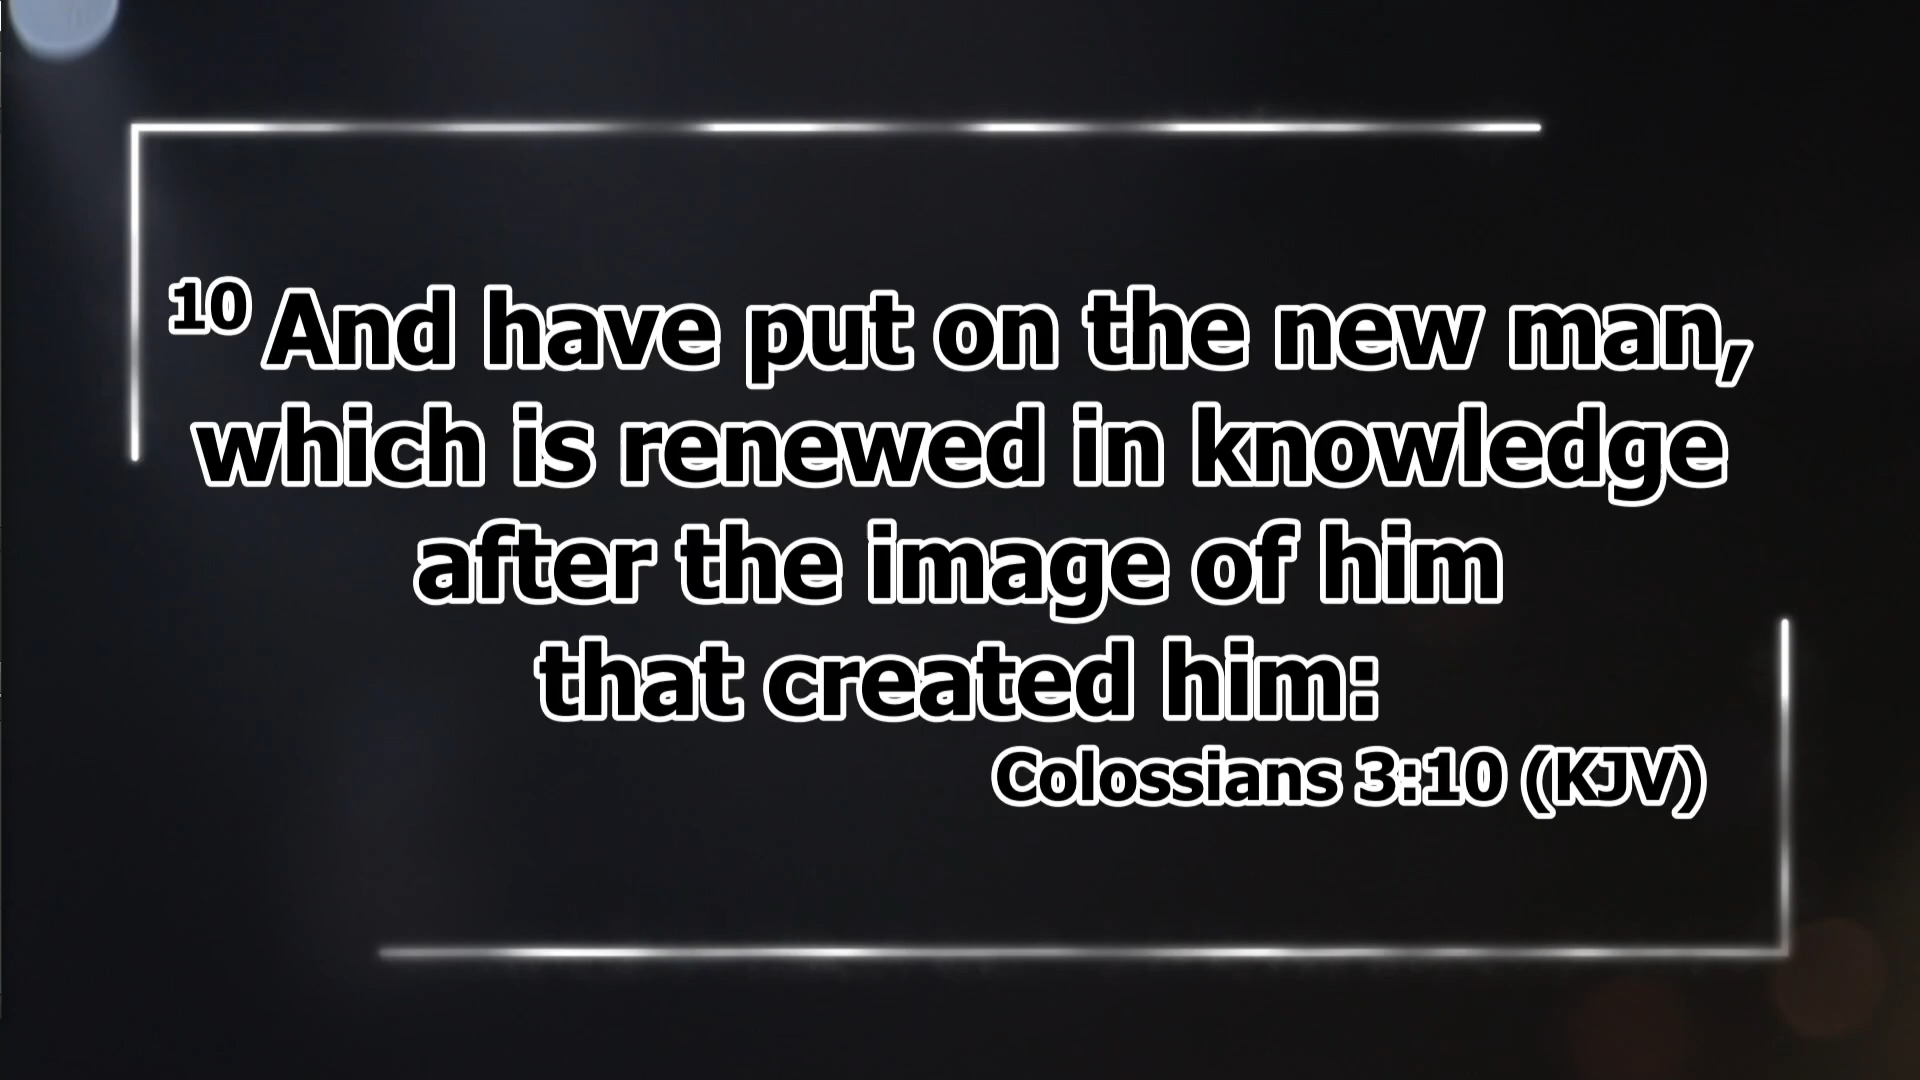 10 And have put on the new man,
which is renewed in knowledge
after the image of him
that created him:
Colossians 3:10 (KJV)